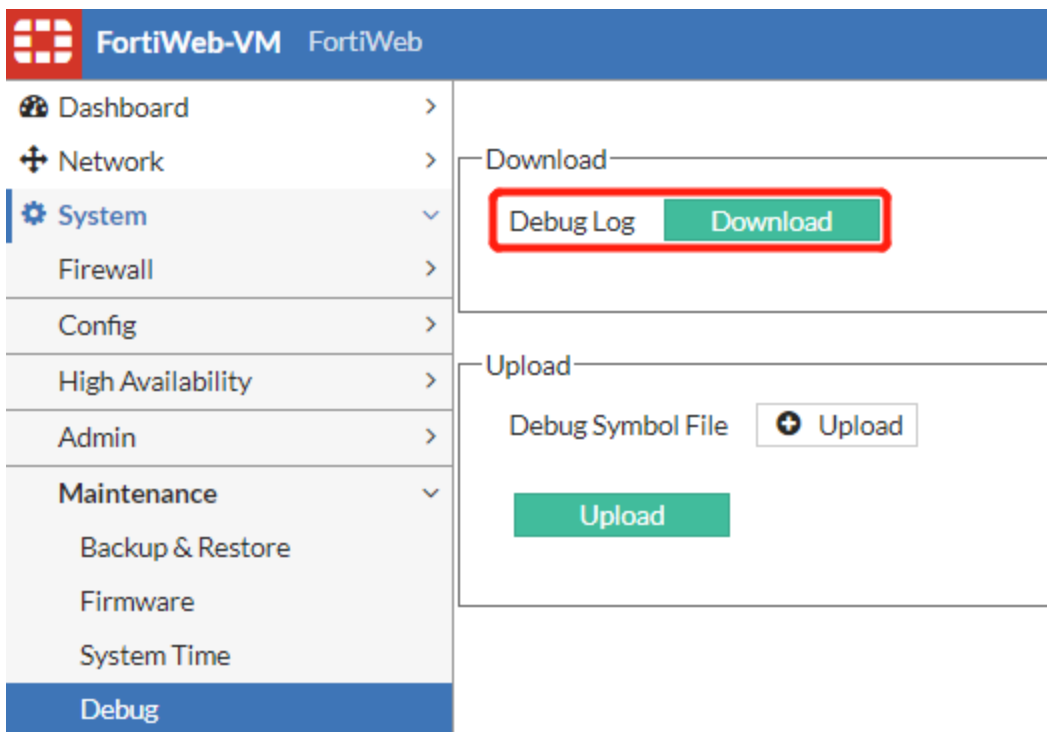 FortiWeb-VM FortiWeb
Dashboard
Network
System
Firewall
Config
High Availability
Admin
Maintenance
Backup & Restore
Firmware
System Time
Debug
Download
Debug Log Download
Upload
Debug Symbol File Upload
Upload